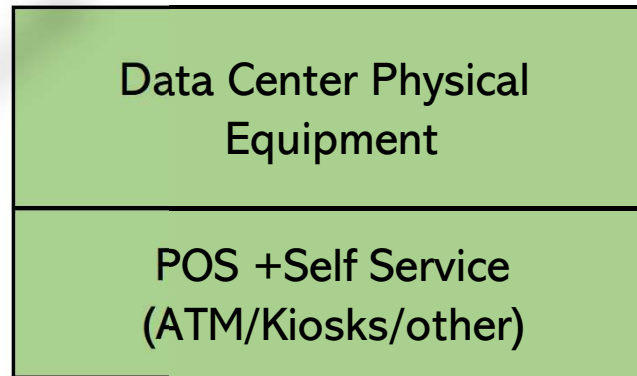 Data Center Physical
Equipment
POS +Self Service
(ATM/Kiosks/other)